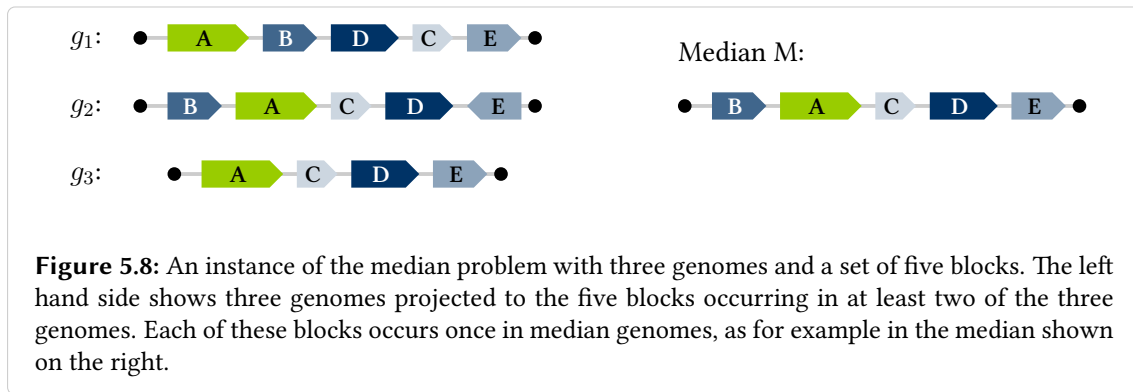 g₁: A B D C E
Median M:
g₂: B A C D E
B A C D E
g₃: A C D E
Figure 5.8: An instance of the median problem with three genomes and a set of five blocks. The left
hand side shows three genomes projected to the five blocks occurring in at least two of the three
genomes. Each of these blocks occurs once in median genomes, as for example in the median shown
on the right.